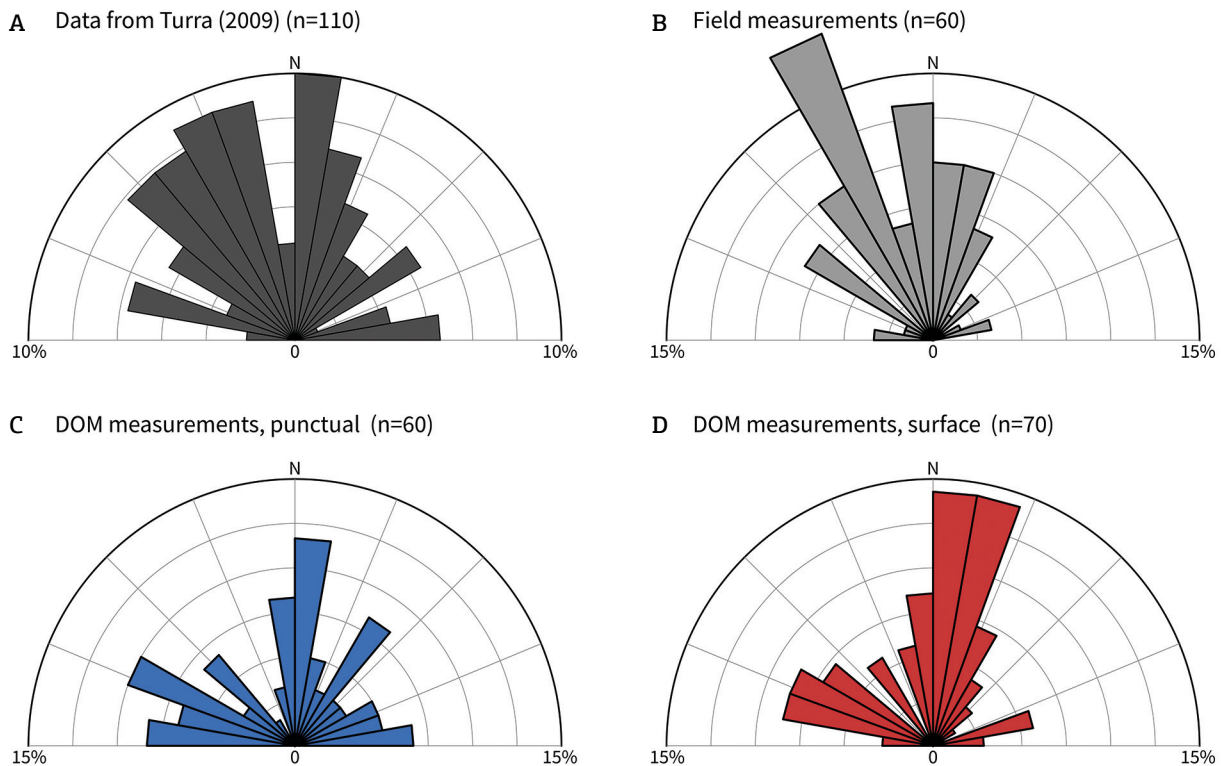 A Data from Turra (2009) (n=110)
N
10% 0 10%
B Field measurements (n=60)
N
15% 0 15%
C DOM measurements, punctual (n=60)
N
15% 0 15%
D DOM measurements, surface (n=70)
N
15% 0 15%